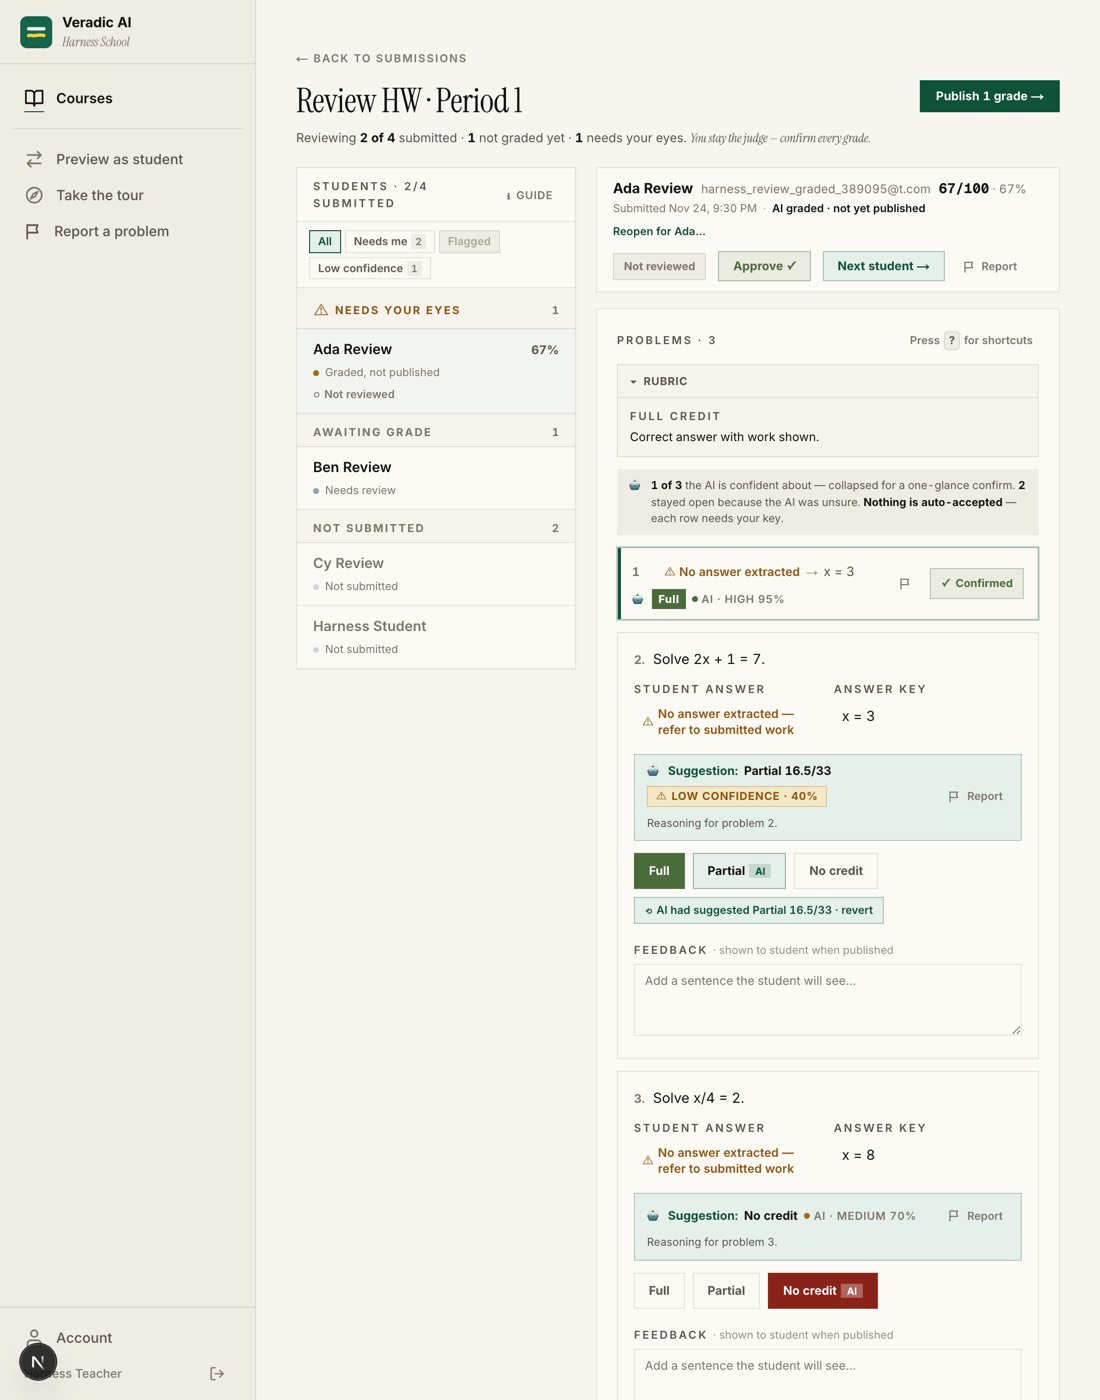 Veradic AI
Harness School
Courses
Preview as student
Take the tour
Report a problem
← BACK TO SUBMISSIONS
Review HW · Period 1
Publish 1 grade →
Reviewing 2 of 4 submitted · 1 not graded yet · 1 needs your eyes. You stay the judge — confirm every grade.
STUDENTS · 2/4
SUBMITTED
ℹ GUIDE
All
Needs me 2
Flagged
Low confidence 1
⚠ NEEDS YOUR EYES 1
Ada Review 67%
Graded, not published
Not reviewed
AWAITING GRADE 1
Ben Review
Needs review
NOT SUBMITTED 2
Cy Review
Not submitted
Harness Student
Not submitted
Ada Review harness_review_graded_389095@t.com 67/100 · 67%
Submitted Nov 24, 9:30 PM · AI graded · not yet published
Reopen for Ada...
Not reviewed
Approve ✓
Next student →
Report
PROBLEMS · 3
Press ? for shortcuts
RUBRIC
FULL CREDIT
Correct answer with work shown.
1 of 3 the AI is confident about — collapsed for a one-glance confirm. 2
stayed open because the AI was unsure. Nothing is auto-accepted —
each row needs your key.
1 ⚠ No answer extracted → x = 3
Full ● AI · HIGH 95%
✓ Confirmed
2. Solve 2x + 1 = 7.
STUDENT ANSWER ANSWER KEY
⚠ No answer extracted —
refer to submitted work
x = 3
Suggestion: Partial 16.5/33
⚠ LOW CONFIDENCE · 40%
Report
Reasoning for problem 2.
Full
Partial AI
No credit
⟲ AI had suggested Partial 16.5/33 · revert
FEEDBACK · shown to student when published
Add a sentence the student will see...
3. Solve x/4 = 2.
STUDENT ANSWER ANSWER KEY
⚠ No answer extracted —
refer to submitted work
x = 8
Suggestion: No credit ● AI · MEDIUM 70%
Report
Reasoning for problem 3.
Full
Partial
No credit AI
FEEDBACK · shown to student when published
Add a sentence the student will see...
Account
N
ess Teacher